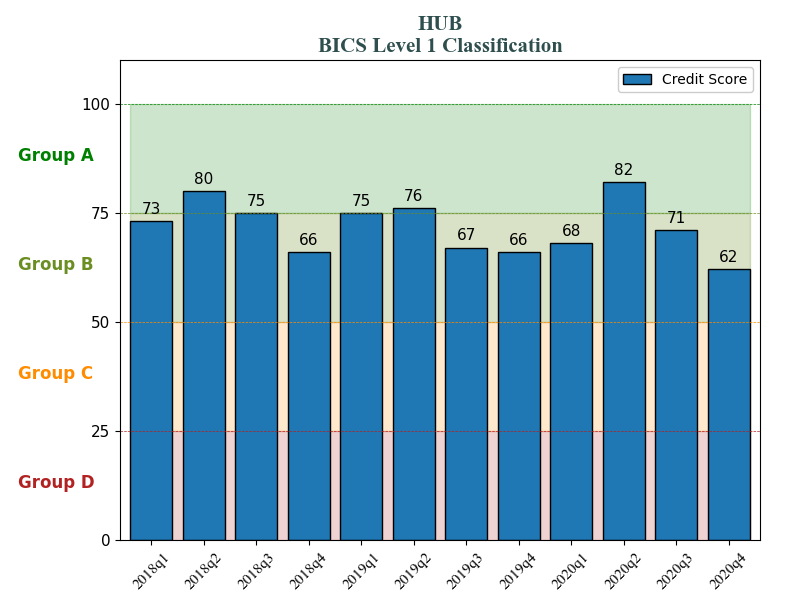 HUB
BICS Level 1 Classification
Credit Score
100
Group A
75
Group B
50
Group C
25
Group D
0
73
80
75
66
75
76
67
66
68
82
71
62
2018q1
2018q2
2018q3
2018q4
2019q1
2019q2
2019q3
2019q4
2020q1
2020q2
2020q3
2020q4